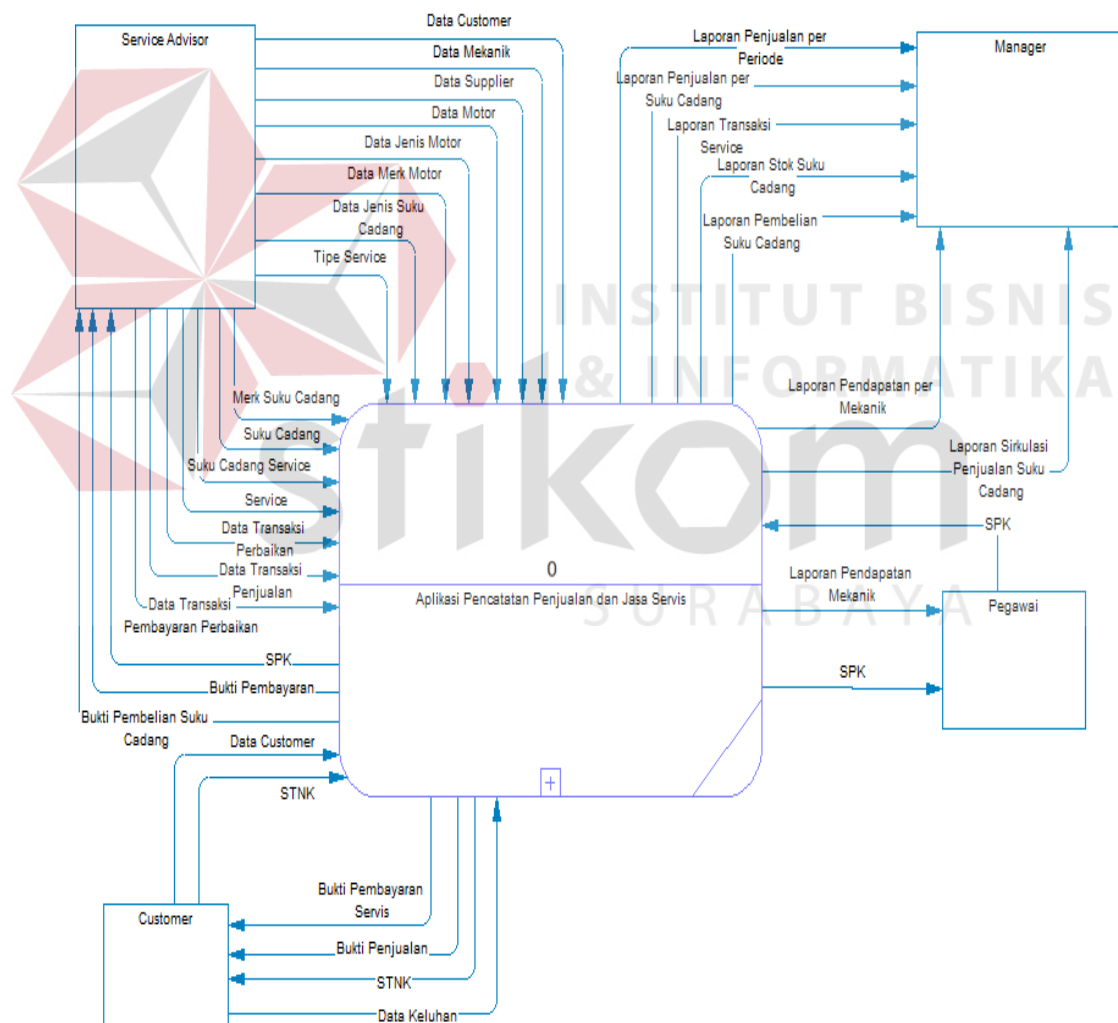 Service Advisor
Data Customer
Data Mekanik
Data Supplier
Data Motor
Data Jenis Motor
Data Merk Motor
Data Jenis Suku
Cadang
Tipe Service
Laporan Penjualan per
Periode
Laporan Penjualan per
Suku Cadang
Laporan Transaksi
Service
Laporan Stok Suku
Cadang
Laporan Pembelian
Suku Cadang
Manager
INSTITUT BISNIS
& INFORMATIKA
stikom
SURABAYA
Merk Suku Cadang
Suku Cadang
Suku Cadang Service
Service
Data Transaksi
Perbaikan
Data Transaksi
Penjualan
Data Transaksi
Pembayaran Perbaikan
SPK
Bukti Pembayaran
Bukti Pembelian Suku
Cadang
Data Customer
STNK
0
Aplikasi Pencatatan Penjualan dan Jasa Servis
Laporan Pendapatan per
Mekanik
Laporan Sirkulasi
Penjualan Suku
Cadang
SPK
Laporan Pendapatan
Mekanik
Pegawai
SPK
Customer
Bukti Pembayaran
Servis
Bukti Penjualan
STNK
Data Keluhan